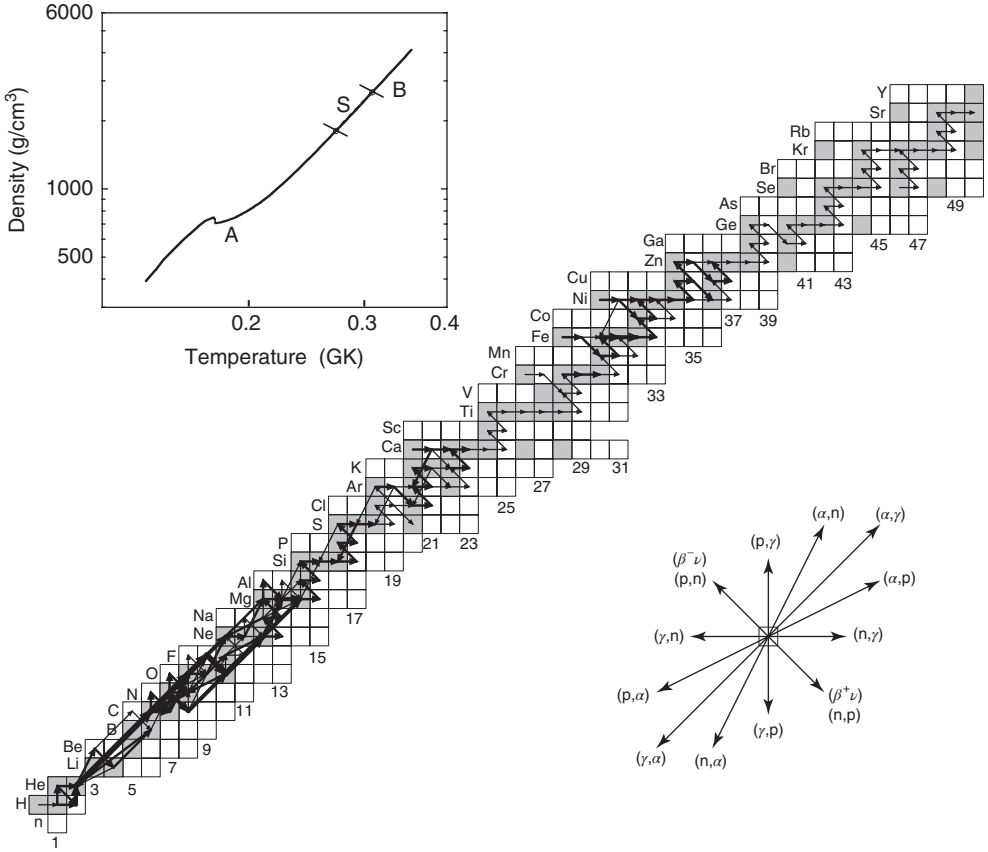 6000
1000
500
Density (g/cm³)
0.2
0.3
0.4
Temperature (GK)
A
S
B
Y
Sr
Rb
Kr
Br
Se
As
Ge
Ga
Zn
Cu
Ni
Co
Fe
Mn
Cr
V
Ti
Sc
Ca
K
Ar
Cl
S
P
Si
Al
Mg
Na
Ne
F
O
N
C
B
Be
Li
He
H
n
1
3
5
7
9
11
13
15
17
19
21
23
25
27
29
31
33
35
37
39
41
43
45
47
49
(α,n)
(α,γ)
(p,γ)
(β⁻ν)
(p,n)
(α,p)
(γ,n)
(n,γ)
(p,α)
(β⁺ν)
(n,p)
(γ,p)
(γ,α)
(n,α)